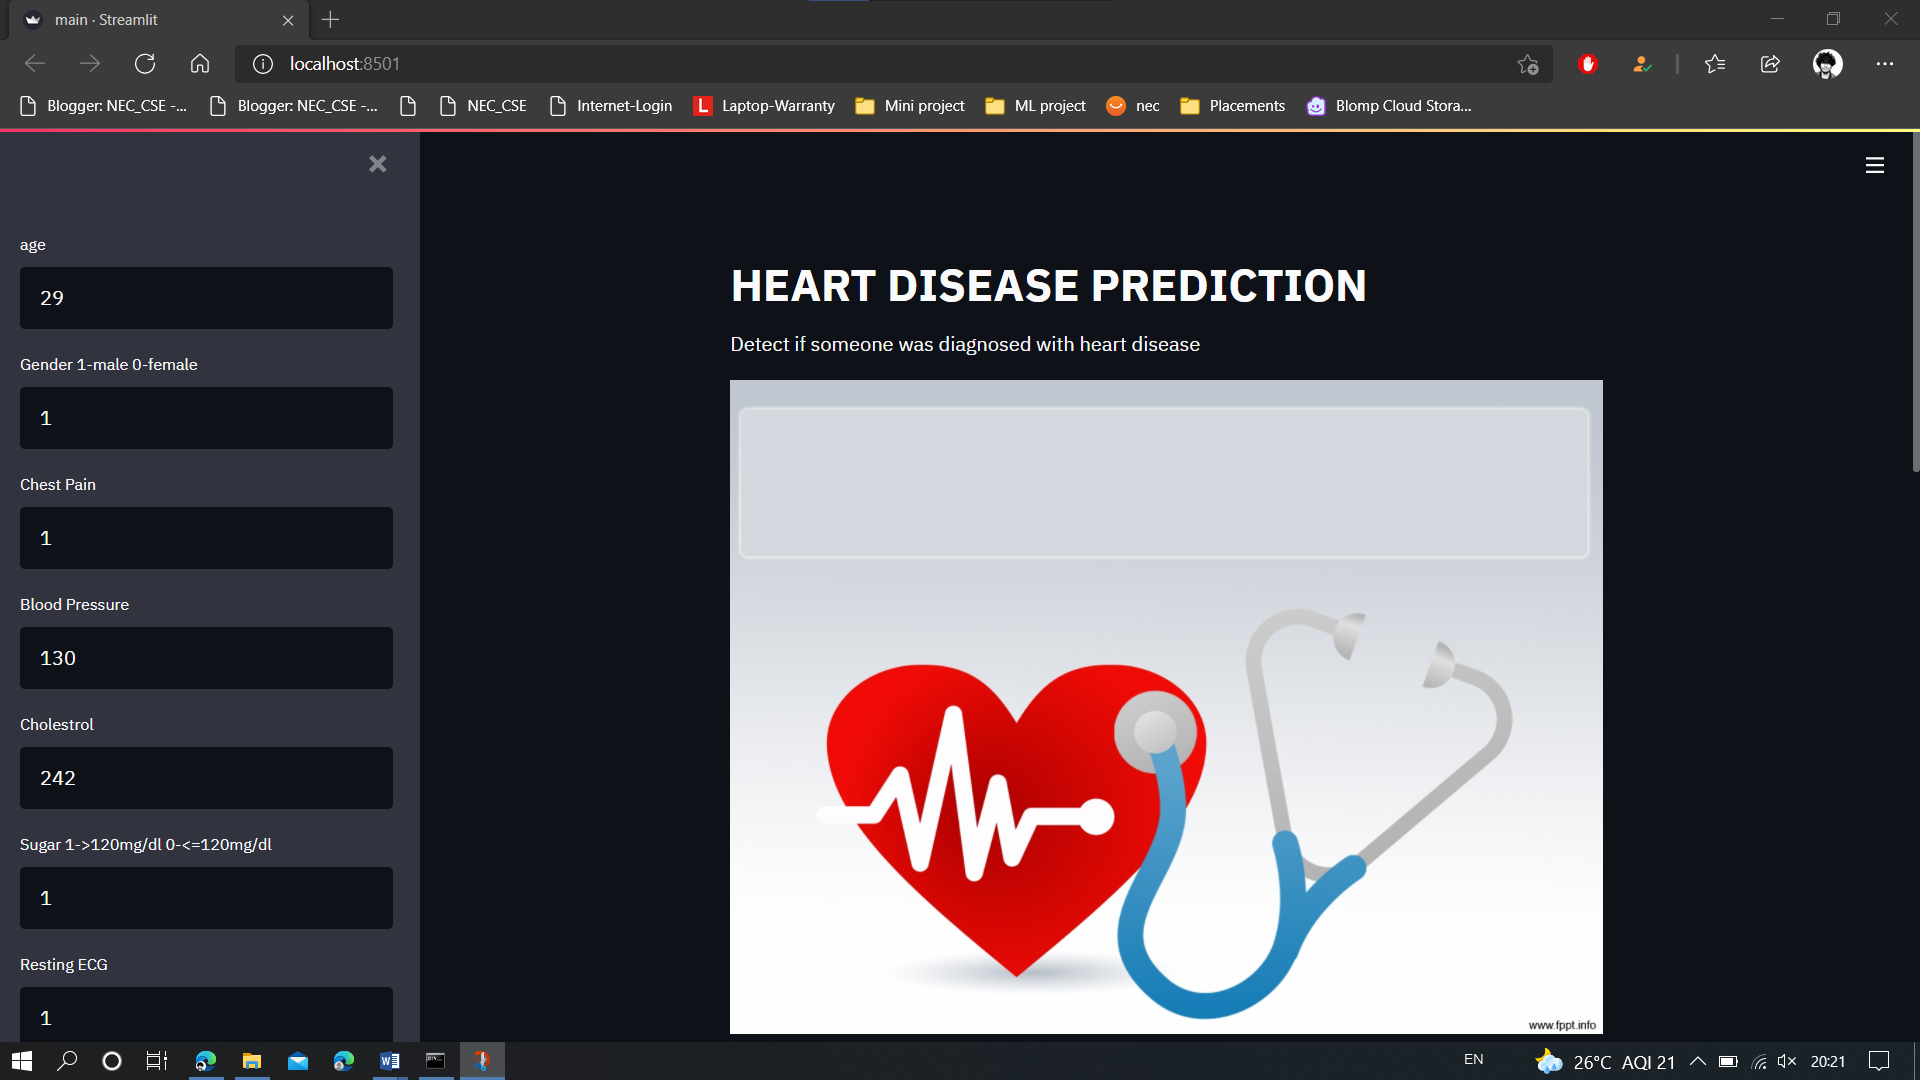 main · Streamlit
localhost:8501
Blogger: NEC_CSE -... Blogger: NEC_CSE -... NEC_CSE Internet-Login L Laptop-Warranty Mini project ML project nec Placements Blomp Cloud Stora...
age
29
Gender 1-male 0-female
1
Chest Pain
1
Blood Pressure
130
Cholestrol
242
Sugar 1->120mg/dl 0-<=120mg/dl
1
Resting ECG
1
HEART DISEASE PREDICTION
Detect if someone was diagnosed with heart disease
www.fppt.info
EN 26°C AQI 21 20:21